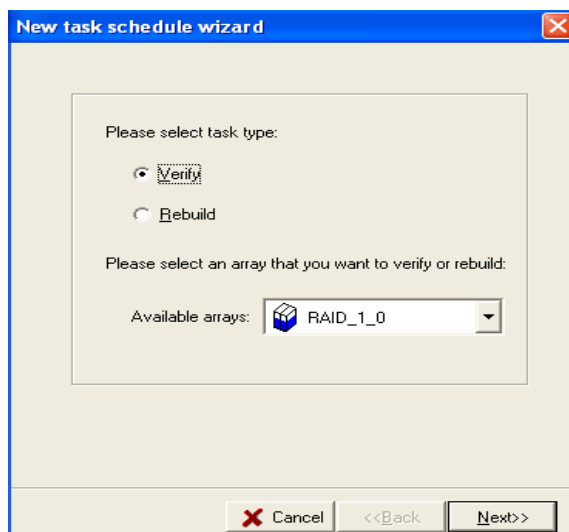 New task schedule wizard
Please select task type:
Verify
Rebuild
Please select an array that you want to verify or rebuild:
Available arrays: RAID_1_0
Cancel <<Back Next>>